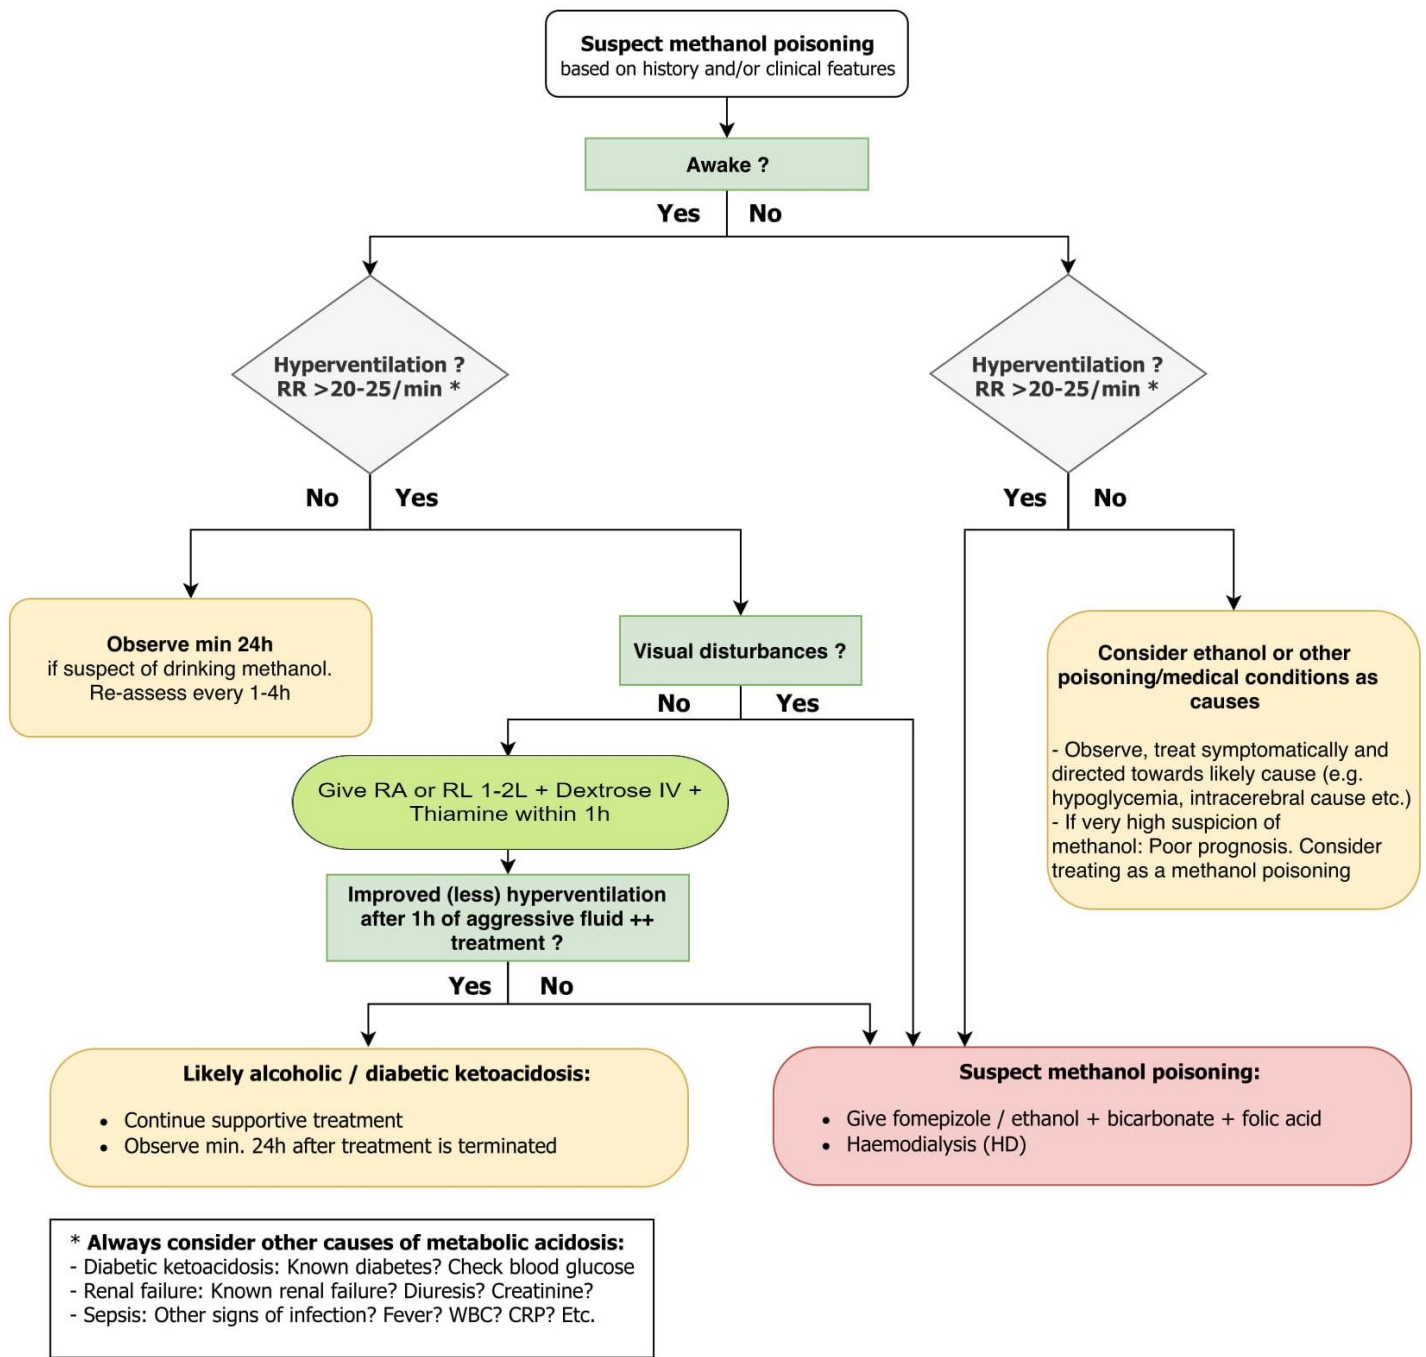 Suspect methanol poisoning
based on history and/or clinical features
Awake ?
Yes
No
Hyperventilation ?
RR >20-25/min *
Hyperventilation ?
RR >20-25/min *
No
Yes
Yes
No
Observe min 24h
if suspect of drinking methanol.
Re-assess every 1-4h
Visual disturbances ?
Consider ethanol or other
poisoning/medical conditions as
causes
- Observe, treat symptomatically and
directed towards likely cause (e.g.
hypoglycemia, intracerebral cause etc.)
- If very high suspicion of
methanol: Poor prognosis. Consider
treating as a methanol poisoning
No
Yes
Give RA or RL 1-2L + Dextrose IV +
Thiamine within 1h
Improved (less) hyperventilation
after 1h of aggressive fluid ++
treatment ?
Yes
No
Likely alcoholic / diabetic ketoacidosis:
• Continue supportive treatment
• Observe min. 24h after treatment is terminated
Suspect methanol poisoning:
• Give fomepizole / ethanol + bicarbonate + folic acid
• Haemodialysis (HD)
* Always consider other causes of metabolic acidosis:
- Diabetic ketoacidosis: Known diabetes? Check blood glucose
- Renal failure: Known renal failure? Diuresis? Creatinine?
- Sepsis: Other signs of infection? Fever? WBC? CRP? Etc.